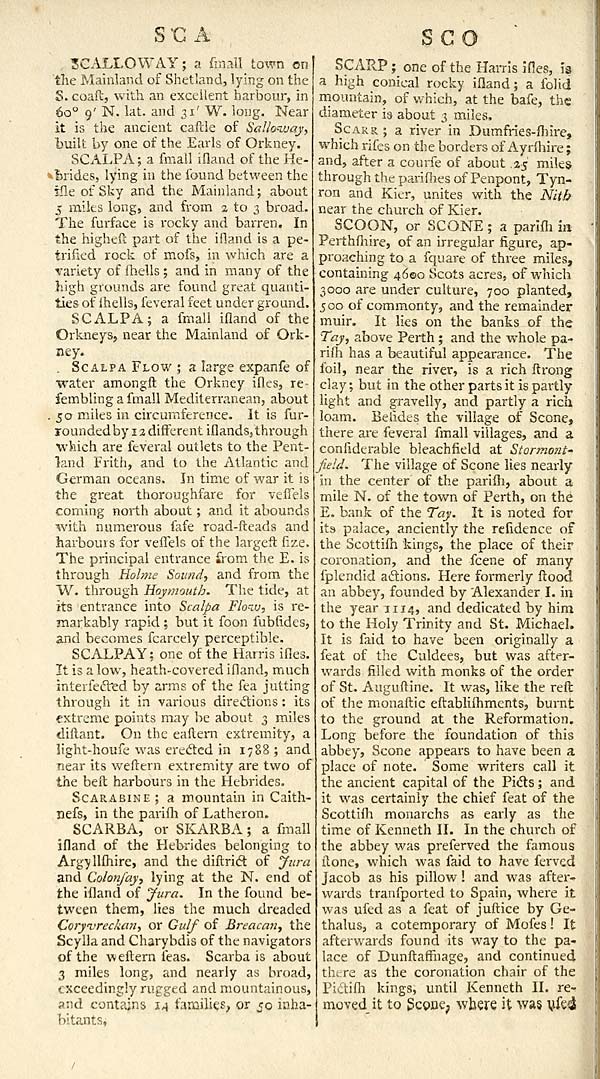 SCA
SCALLOWAY; a ſmall town on
the Mainland of Shetland, lying on the
S. coaſt, with an excellent harbour, in
60° 9′ N. lat. and 31′ W. long. Near
it is the ancient caſtle of Salloway,
built by one of the Earls of Orkney.
SCALPA; a ſmall iſland of the He-
brides, lying in the ſound between the
iſle of Sky and the Mainland; about
5 miles long, and from 2 to 3 broad.
The ſurface is rocky and barren. In
the higheſt part of the iſland is a pe-
trified rock of moſs, in which are a
variety of ſhells; and in many of the
high grounds are found great quanti-
ties of ſhells, ſeveral feet under ground.
SCALPA; a ſmall iſland of the
Orkneys, near the Mainland of Ork-
ney.
SCALPA FLOW; a large expanſe of
water amongſt the Orkney iſles, re-
ſembling a ſmall Mediterranean, about
50 miles in circumference. It is ſur-
rounded by 12 different iſlands, through
which are ſeveral outlets to the Pent-
land Frith, and to the Atlantic and
German oceans. In time of war it is
the great thoroughfare for veſſels
coming north about; and it abounds
with numerous ſafe road-ſteads and
harbours for veſſels of the largeſt ſize.
The principal entrance from the E. is
through Holme Sound, and from the
W. through Hoymouth. The tide, at
its entrance into Scalpa Flow, is re-
markably rapid; but it ſoon ſubſides,
and becomes ſcarcely perceptible.
SCALPAY; one of the Harris iſles.
It is a low, heath-covered iſland, much
interſected by arms of the ſea jutting
through it in various directions: its
extreme points may be about 3 miles
diſtant. On the eaſtern extremity, a
light-houſe was erected in 1788; and
near its weſtern extremity are two of
the beſt harbours in the Hebrides.
SCARABINE; a mountain in Caith-
neſs, in the pariſh of Latheron.
SCARBA, or SKARBA; a ſmall
iſland of the Hebrides belonging to
Argyllſhire, and the diſtrict of Jura
and Colonſay, lying at the N. end of
the iſland of Jura. In the ſound be-
tween them, lies the much dreaded
Coryvreckan, or Gulf of Breacan, the
Scylla and Charybdis of the navigators
of the weſtern ſeas. Scarba is about
3 miles long, and nearly as broad,
exceedingly rugged and mountainous,
and contains 14 families, or 50 inha-
bitants,
SCO
SCARP; one of the Harris iſles, is
a high conical rocky iſland; a ſolid
mountain, of which, at the baſe, the
diameter is about 3 miles.
SCARR; a river in Dumfries-ſhire,
which riſes on the borders of Ayrſhire;
and, after a courſe of about 25 miles
through the pariſhes of Penpont, Tyn-
ron and Kier, unites with the Nith
near the church of Kier.
SCOON, or SCONE; a pariſh in
Perthſhire, of an irregular figure, ap-
proaching to a ſquare of three miles,
containing 4600 Scots acres, of which
3000 are under culture, 700 planted,
500 of commonty, and the remainder
muir. It lies on the banks of the
Tay, above Perth; and the whole pa-
riſh has a beautiful appearance. The
ſoil, near the river, is a rich ſtrong
clay; but in the other parts it is partly
light and gravelly, and partly a rich
loam. Beſides the village of Scone,
there are ſeveral ſmall villages, and a
conſiderable bleachfield at Stormont-
field. The village of Scone lies nearly
in the center of the pariſh, about a
mile N. of the town of Perth, on the
E. bank of the Tay. It is noted for
its palace, anciently the reſidence of
the Scottiſh kings, the place of their
coronation, and the ſcene of many
ſplendid actions. Here formerly ſtood
an abbey, founded by Alexander I. in
the year 1114, and dedicated by him
to the Holy Trinity and St. Michael.
It is ſaid to have been originally a
ſeat of the Culdees, but was after-
wards filled with monks of the order
of St. Auguſtine. It was, like the reſt
of the monaſtic eſtabliſhments, burnt
to the ground at the Reformation.
Long before the foundation of this
abbey, Scone appears to have been a
place of note. Some writers call it
the ancient capital of the Picts; and
it was certainly the chief ſeat of the
Scottiſh monarchs as early as the
time of Kenneth II. In the church of
the abbey was preſerved the famous
ſtone, which was ſaid to have ſerved
Jacob as his pillow! and was after-
wards tranſported to Spain, where it
was uſed as a ſeat of juſtice by Ge-
thalus, a cotemporary of Moſes! It
afterwards found its way to the pa-
lace of Dunſtaffnage, and continued
there as the coronation chair of the
Pictiſh kings, until Kenneth II. re-
moved it to Scone, where it was uſed